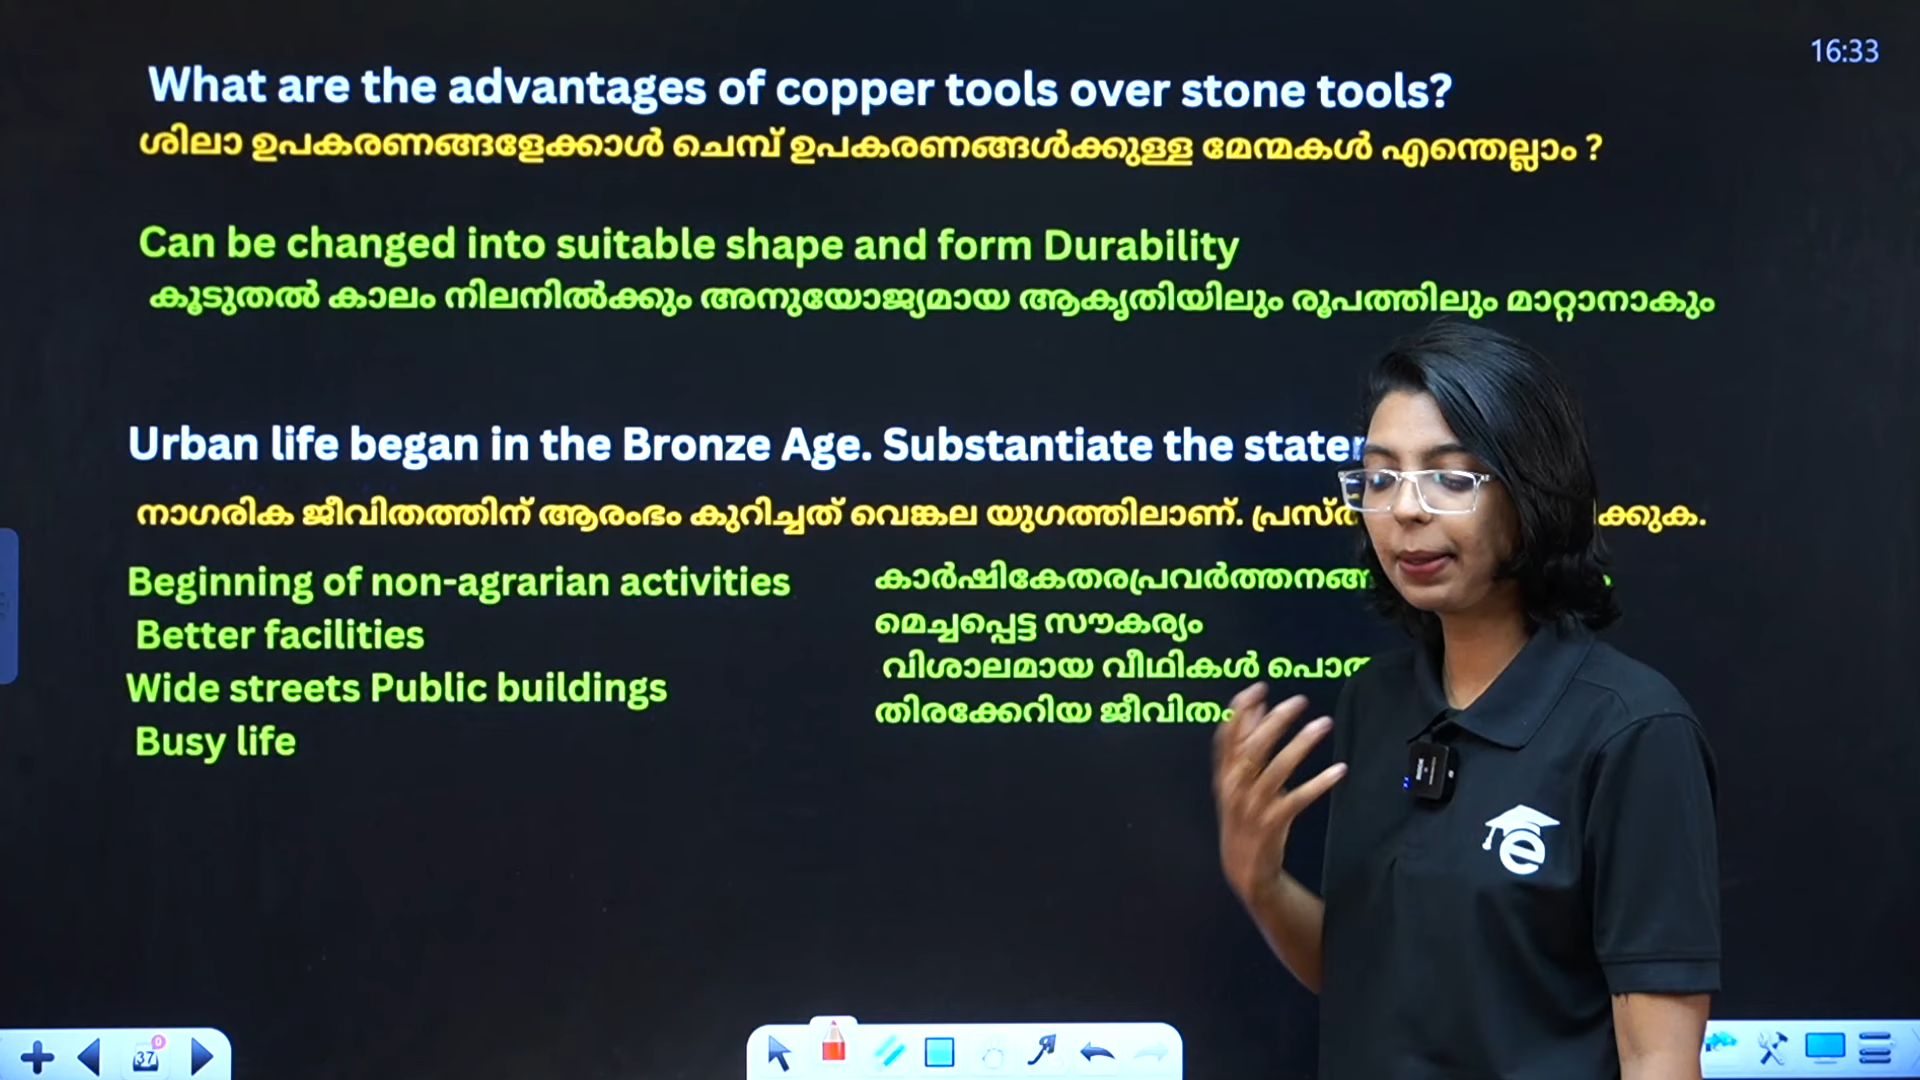 16:33
What are the advantages of copper tools over stone tools?
ശിലാ ഉപകരണങ്ങളേക്കാൾ ചെമ്പ് ഉപകരണങ്ങൾക്കുള്ള മേന്മകൾ എന്തെല്ലാം ?
Can be changed into suitable shape and form Durability
കൂടുതൽ കാലം നിലനിൽക്കും അനുയോജ്യമായ ആകൃതിയിലും രൂപത്തിലും മാറ്റാനാകും
Urban life began in the Bronze Age. Substantiate the
നാഗരിക ജീവിതത്തിന് ആരംഭം കുറിച്ചത് വെങ്കല യുഗത്തിലാണ്.
Beginning of non-agrarian activities
Better facilities
Wide streets Public buildings
Busy life
മെച്ചപ്പെട്ട സൗകര്യം
വിശാലമായ വീഥികൾ
തിരക്കേറിയ ജീവിതം
e
37
0